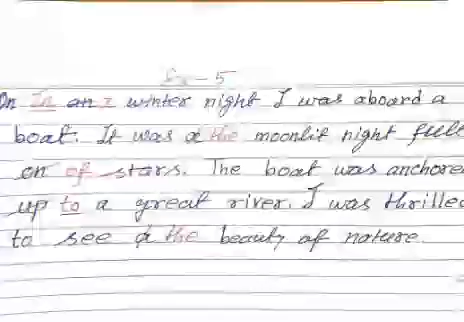 Ex - 5
On In an a winter night I was aboard a
boat. It was a the moonlit night full
on of stars. The boat was anchore
up to a great river. I was thrilled
to see a the beauty of nature.